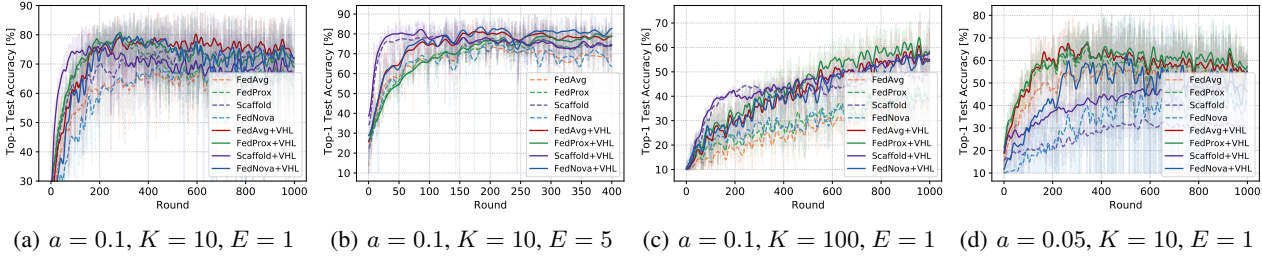 Top-1 Test Accuracy [%]
90
80
70
60
50
40
30
0
200
400
600
800
1000
Round
FedAvg
FedProx
Scaffold
FedNova
FedAvg+VHL
FedProx+VHL
Scaffold+VHL
FedNova+VHL
(a) a = 0.1, K = 10, E = 1
Top-1 Test Accuracy [%]
90
80
70
60
50
40
30
20
10
0
50
100
150
200
250
300
350
400
Round
FedAvg
FedProx
Scaffold
FedNova
FedAvg+VHL
FedProx+VHL
Scaffold+VHL
FedNova+VHL
(b) a = 0.1, K = 10, E = 5
Top-1 Test Accuracy [%]
70
60
50
40
30
20
10
0
200
400
600
800
1000
Round
FedAvg
FedProx
Scaffold
FedNova
FedAvg+VHL
FedProx+VHL
Scaffold+VHL
FedNova+VHL
(c) a = 0.1, K = 100, E = 1
Top-1 Test Accuracy [%]
80
70
60
50
40
30
20
10
0
200
400
600
800
1000
Round
FedAvg
FedProx
Scaffold
FedNova
FedAvg+VHL
FedProx+VHL
Scaffold+VHL
FedNova+VHL
(d) a = 0.05, K = 10, E = 1